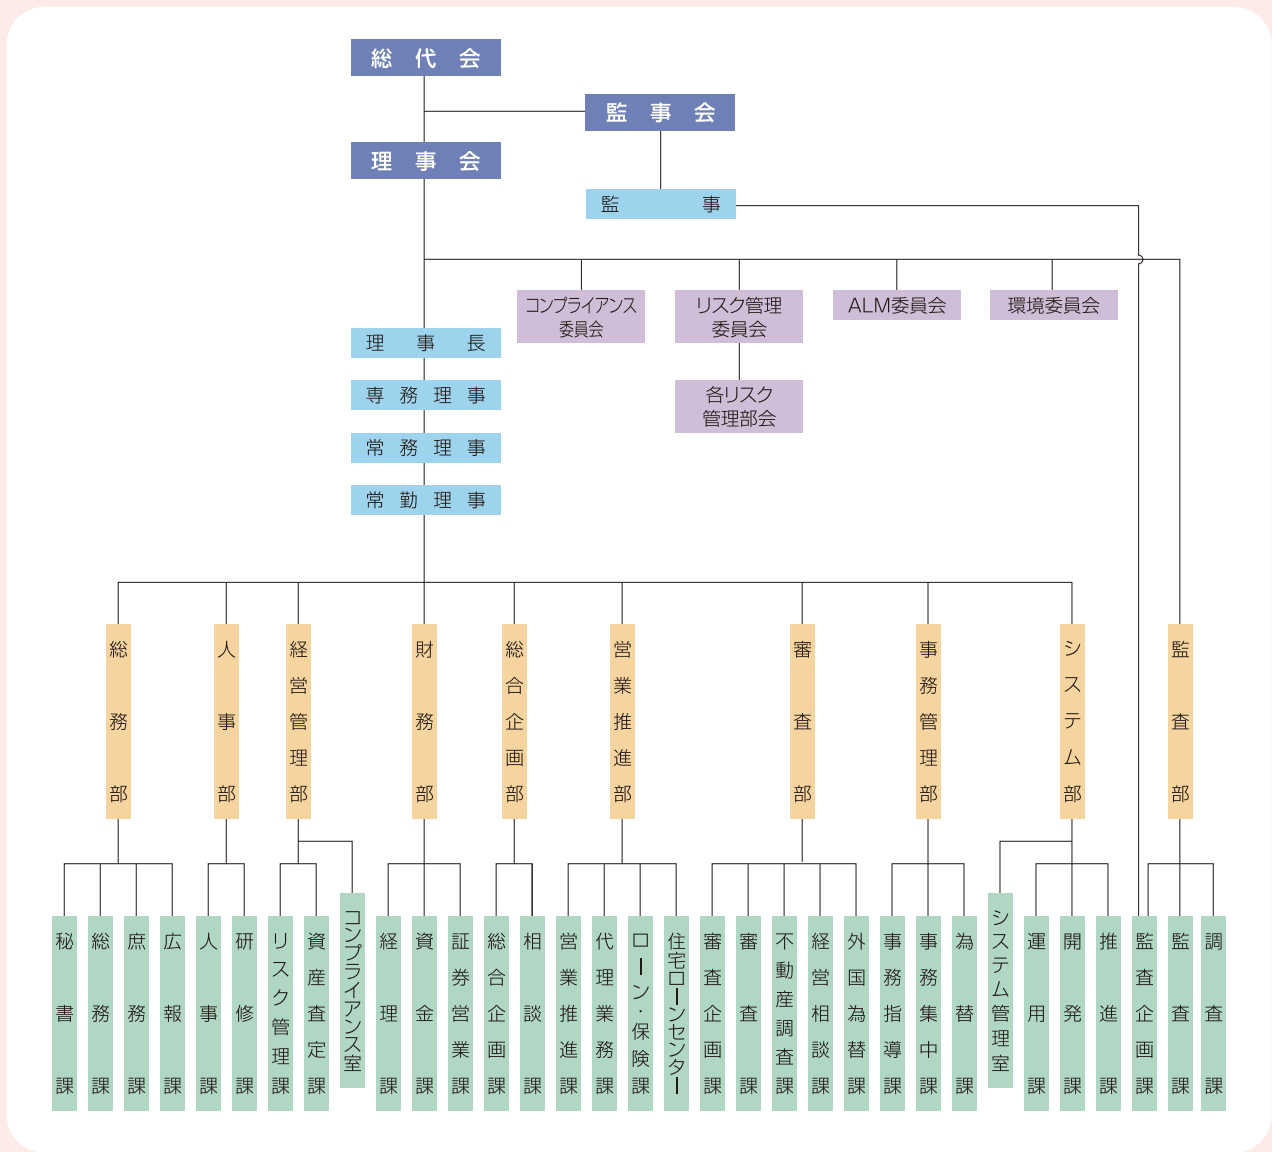 総代会
監事会
理事会
監事
コンプライアンス
委員会
リスク管理
委員会
ALM委員会
環境委員会
理事長
各リスク
管理部会
専務理事
常務理事
常勤理事
総務部
人事部
経営管理部
財務部
総合企画部
営業推進部
審査部
事務管理部
システム部
監査部
秘書課
総務課
庶務課
広報課
人事課
研修課
リスク管理課
資産査定課
コンプライアンス室
経理課
資金課
証券営業課
総合企画課
相談課
営業推進課
代理業務課
ローン・保険課
住宅ローンセンター
審査企画課
審査課
不動産調査課
経営相談課
外国為替課
事務指導課
事務集中課
為替課
システム管理室
運用課
開発課
推進課
監査企画課
監査課
調査課